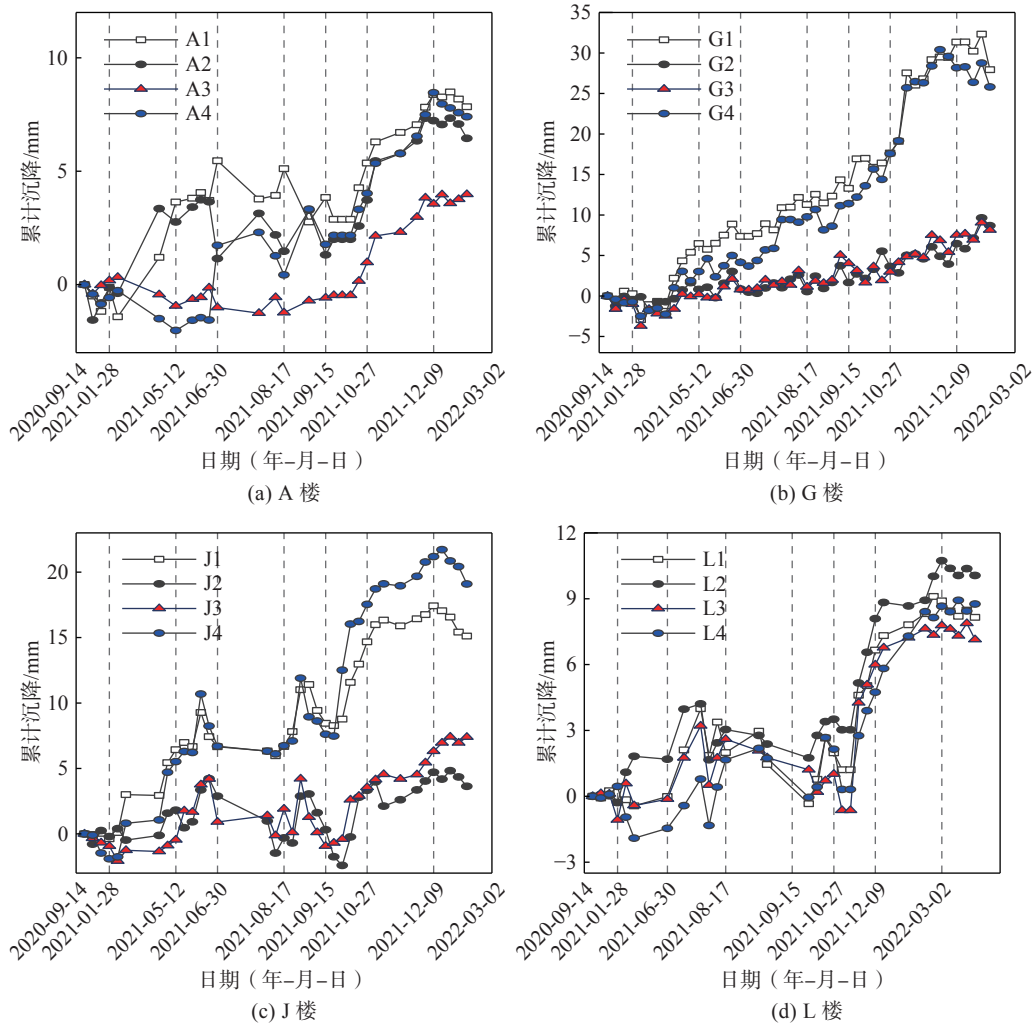 10
5
0
累计沉降/mm
A1
A2
A3
A4
2020-09-14
2021-01-28
2021-05-12
2021-06-30
2021-08-17
2021-09-15
2021-10-27
2021-12-09
2022-03-02
日期（年–月–日）
(a) A 楼
35
30
25
20
15
10
5
0
−5
累计沉降/mm
G1
G2
G3
G4
2020-09-14
2021-01-28
2021-05-12
2021-06-30
2021-08-17
2021-09-15
2021-10-27
2021-12-09
2022-03-02
日期（年–月–日）
(b) G 楼
20
15
10
5
0
累计沉降/mm
J1
J2
J3
J4
2020-09-14
2021-01-28
2021-05-12
2021-06-30
2021-08-17
2021-09-15
2021-10-27
2021-12-09
2022-03-02
日期（年–月–日）
(c) J 楼
12
9
6
3
0
−3
累计沉降/mm
L1
L2
L3
L4
2020-09-14
2021-01-28
2021-06-30
2021-08-17
2021-09-15
2021-10-27
2021-12-09
2022-03-02
日期（年–月–日）
(d) L 楼